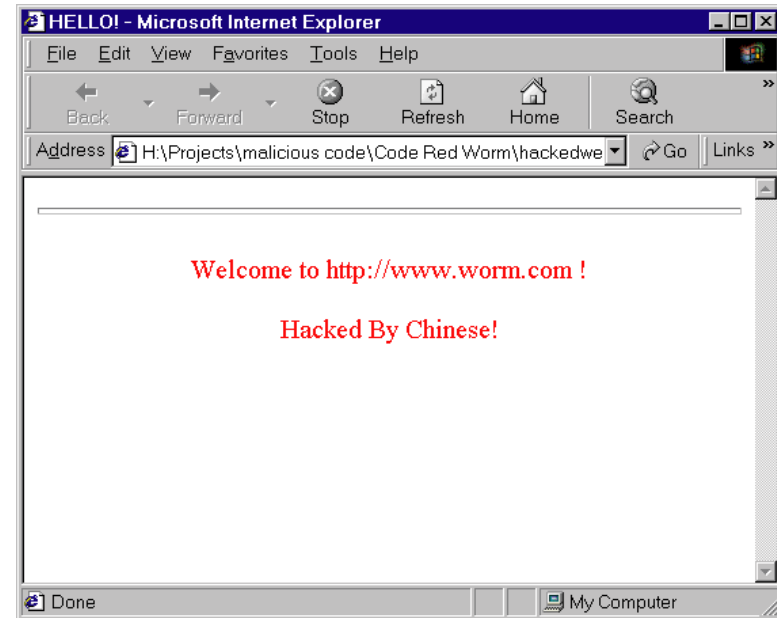 HELLO! - Microsoft Internet Explorer
File Edit View Favorites Tools Help
Back Forward Stop Refresh Home Search »
Address H:\Projects\malicious code\Code Red Worm\hackedwe Go Links »
Welcome to http://www.worm.com !
Hacked By Chinese!
Done My Computer